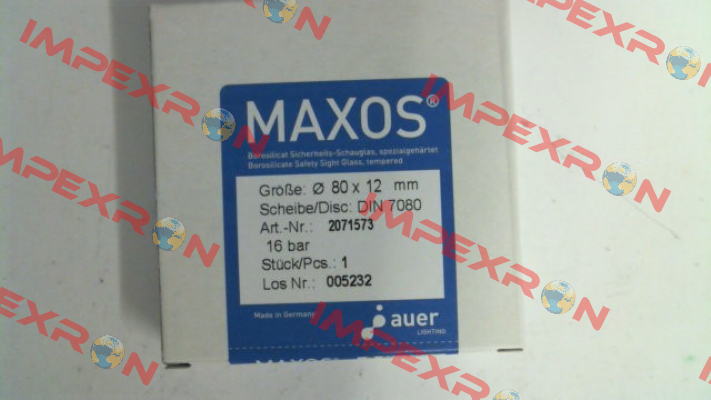 MAXOS®
Borosilicat Sicherheits-Schauglas, spezialgehärtet
Borosilicate Safety Sight Glass, tempered
Größe: Ø 80 x 12 mm
Scheibe/Disc: DIN 7080
Art.-Nr.: 2071573
16 bar
Stück/Pcs.: 1
Los Nr.: 005232
Made in Germany
auer
LIGHTING
MAXOS
IMPEXRON
IMPEXRON
IMPEXRON
IMPEXRON
IMPEXRON
IMPEXRON